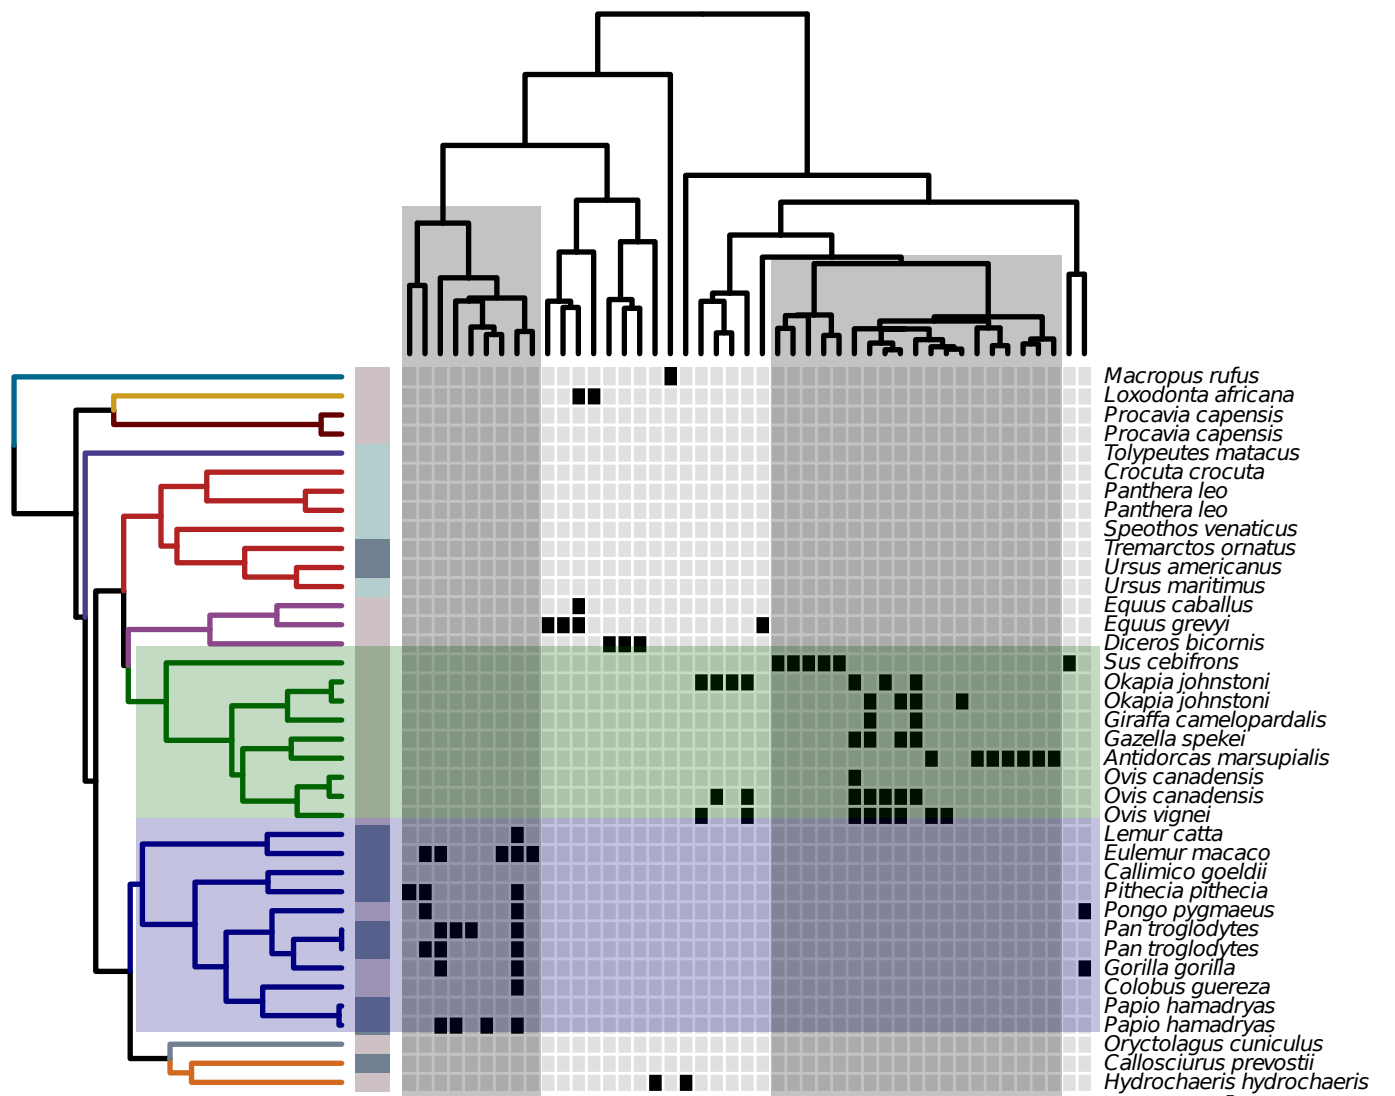 Macropus rufus
Loxodonta africana
Procavia capensis
Procavia capensis
Tolypeutes matacus
Crocuta crocuta
Panthera leo
Panthera leo
Speothos venaticus
Tremarctos ornatus
Ursus americanus
Ursus maritimus
Equus caballus
Equus grevyi
Diceros bicornis
Sus cebifrons
Okapia johnstoni
Okapia johnstoni
Giraffa camelopardalis
Gazella spekei
Antidorcas marsupialis
Ovis canadensis
Ovis canadensis
Ovis vignei
Lemur catta
Eulemur macaco
Callimico goeldii
Pithecia pithecia
Pongo pygmaeus
Pan troglodytes
Pan troglodytes
Gorilla gorilla
Colobus guereza
Papio hamadryas
Papio hamadryas
Oryctolagus cuniculus
Callosciurus prevostii
Hydrochaeris hydrochaeris